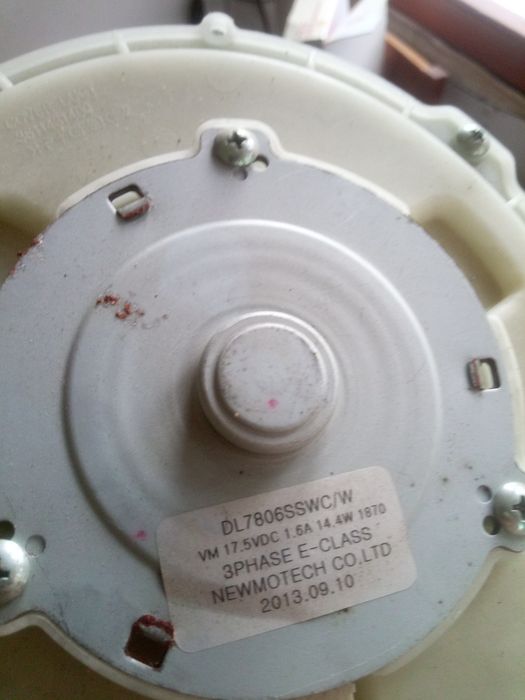 DL7806SSWC/W
VM 17.5VDC 1.6A 14.4W 1870
3PHASE E-CLASS
NEWMOTECH CO.LTD
2013.09.10